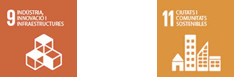 9 INDÚSTRIA,
INNOVACIÓ I
INFRAESTRUCTURES
11 CIUTATS I
COMUNITATS
SOSTENIBLES